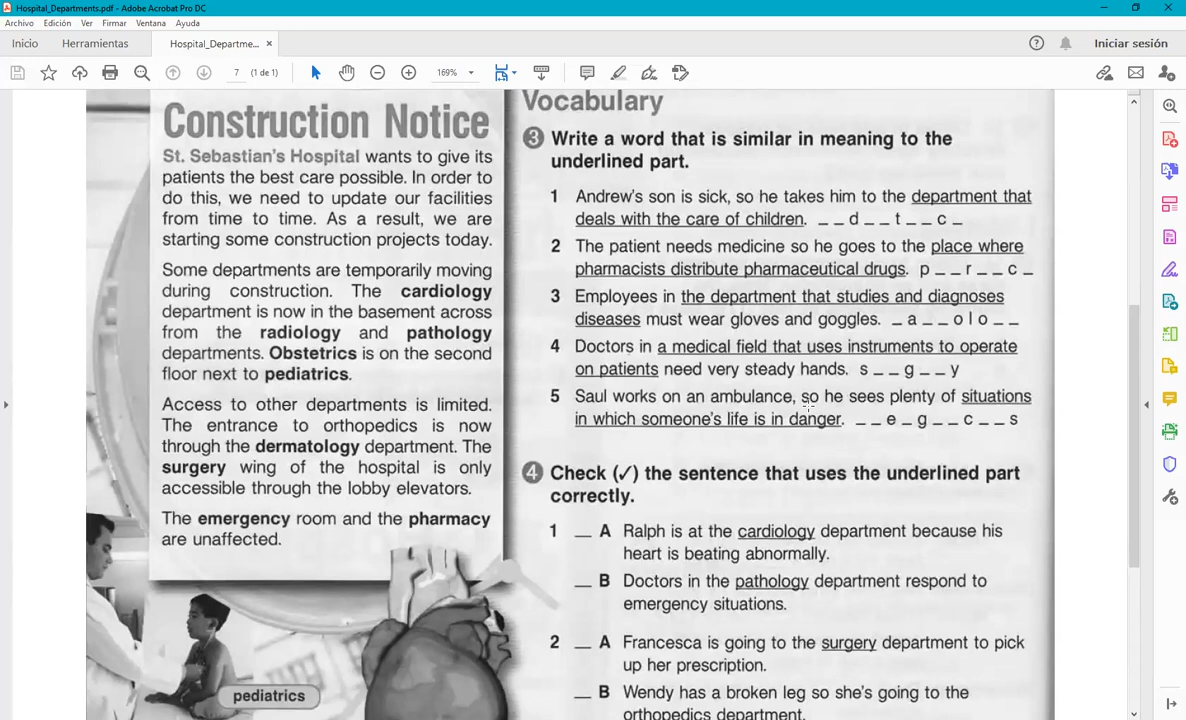 Hospital_Departments.pdf - Adobe Acrobat Pro DC
Archivo Edición Ver Firmar Ventana Ayuda
Inicio Herramientas Hospital_Departme... × Iniciar sesión
7 (1 de 1) 169%
Construction Notice
St. Sebastian's Hospital wants to give its
patients the best care possible. In order to
do this, we need to update our facilities
from time to time. As a result, we are
starting some construction projects today.
Some departments are temporarily moving
during construction. The cardiology
department is now in the basement across
from the radiology and pathology
departments. Obstetrics is on the second
floor next to pediatrics.
Access to other departments is limited.
The entrance to orthopedics is now
through the dermatology department. The
surgery wing of the hospital is only
accessible through the lobby elevators.
The emergency room and the pharmacy
are unaffected.
pediatrics
Vocabulary
3 Write a word that is similar in meaning to the
underlined part.
1 Andrew's son is sick, so he takes him to the department that
deals with the care of children. _ _ d _ _ t _ _ c _
2 The patient needs medicine so he goes to the place where
pharmacists distribute pharmaceutical drugs. p _ _ r _ _ c _
3 Employees in the department that studies and diagnoses
diseases must wear gloves and goggles. _ a _ _ o l o _ _
4 Doctors in a medical field that uses instruments to operate
on patients need very steady hands. s _ _ g _ _ y
5 Saul works on an ambulance, so he sees plenty of situations
in which someone's life is in danger. _ _ e _ g _ _ c _ _ s
4 Check (✓) the sentence that uses the underlined part
correctly.
1 _ A Ralph is at the cardiology department because his
heart is beating abnormally.
_ B Doctors in the pathology department respond to
emergency situations.
2 _ A Francesca is going to the surgery department to pick
up her prescription.
_ B Wendy has a broken leg so she's going to the
orthopedics department.